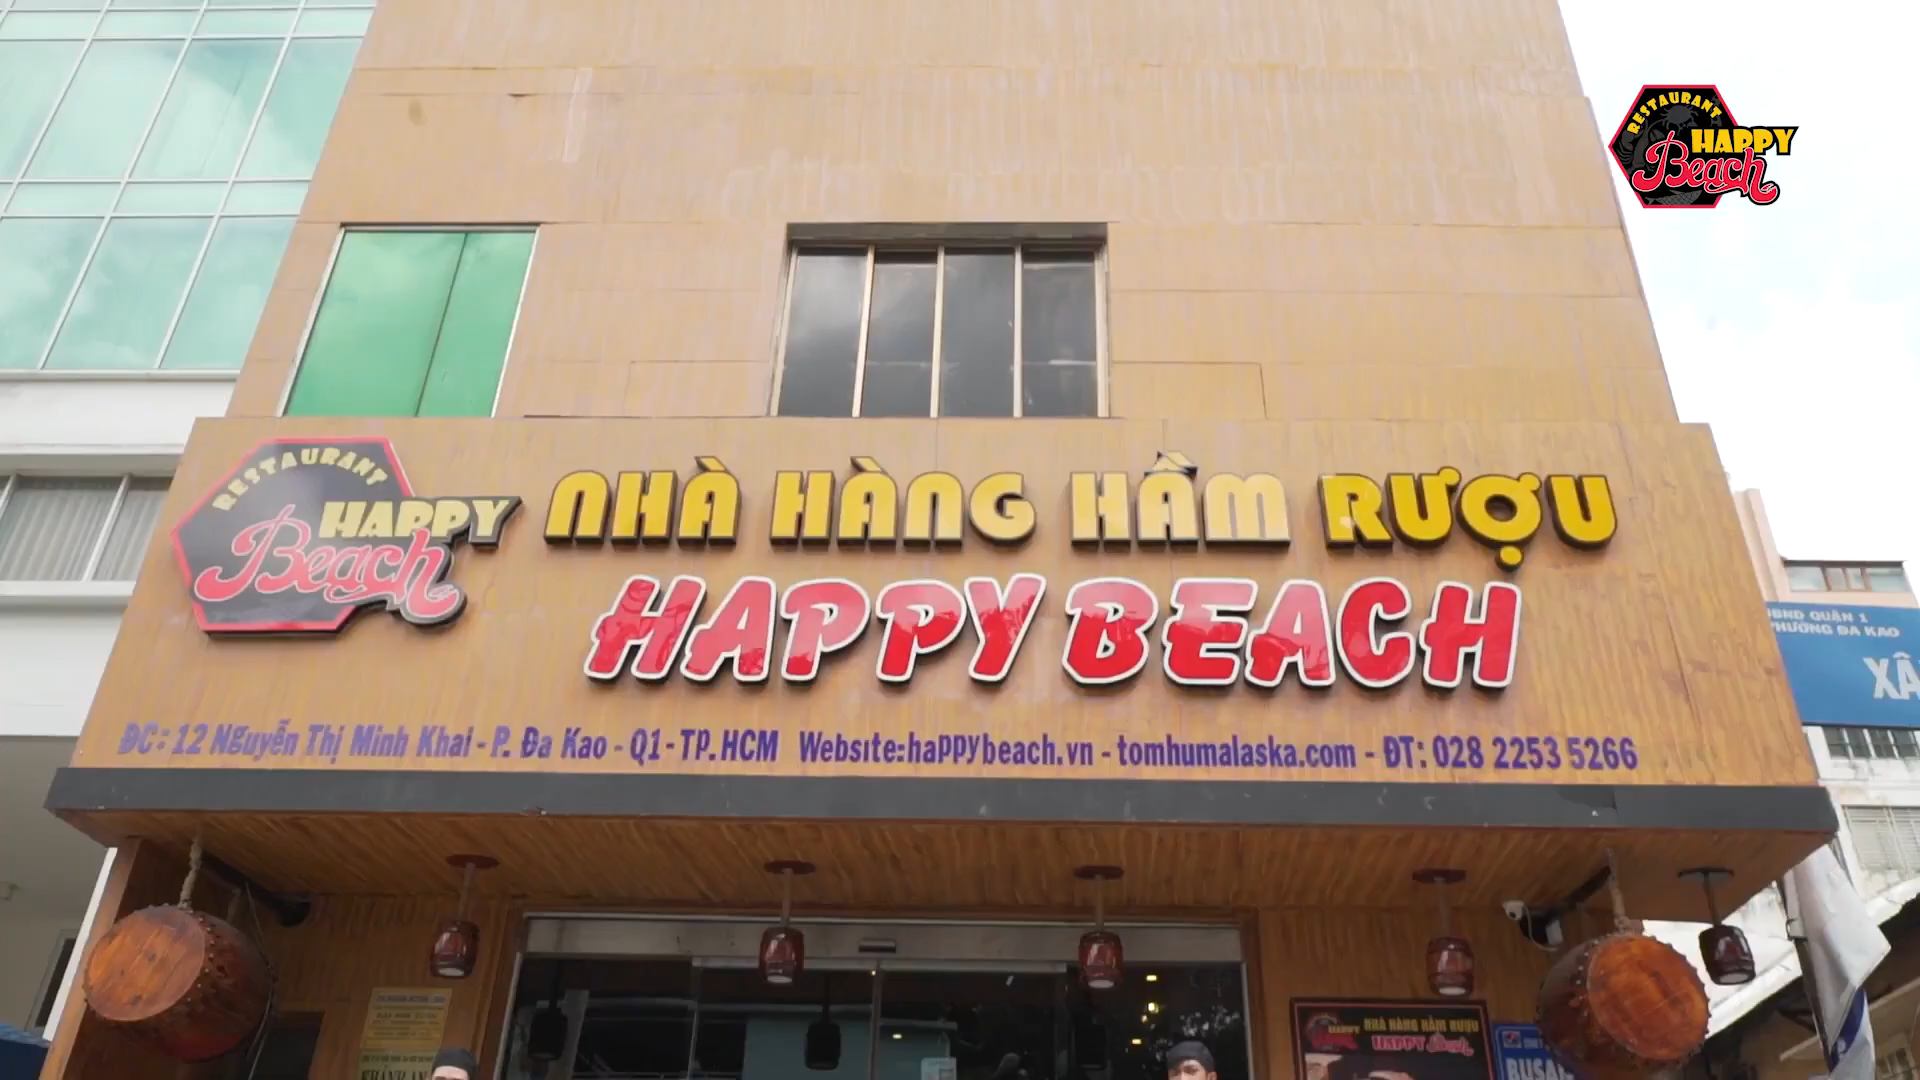 RESTAURANT
HAPPY
Beach
RESTAURANT
HAPPY
Beach
NHÀ HÀNG HẦM RƯỢU
HAPPY BEACH
UBND QUẬN 1
PHƯỜNG ĐA KAO
ĐC: 12 Nguyễn Thị Minh Khai - P. Đa Kao - Q1 - TP. HCM Website:happybeach.vn - tomhumalaska.com - ĐT: 028 2253 5266
HAPPY
Beach
NHÀ HÀNG HẦM RƯỢU
HAPPY Beach